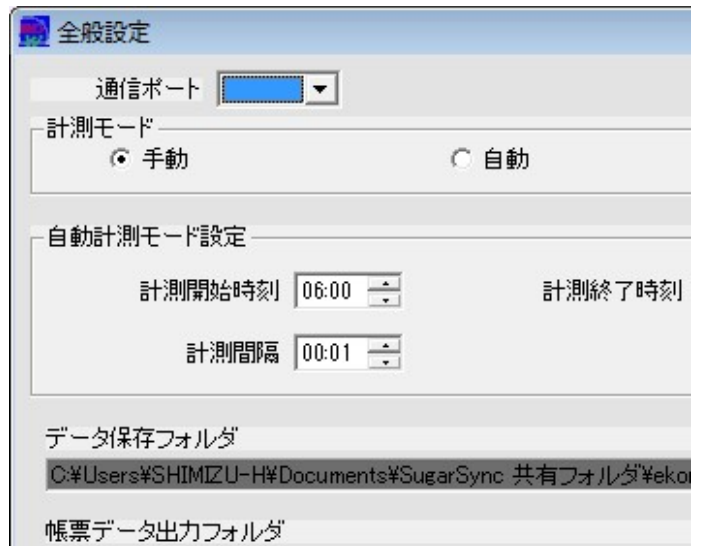 全般設定
通信ポート
計測モード
手動 自動
自動計測モード設定
計測開始時刻 06:00 計測終了時刻
計測間隔 00:01
データ保存フォルダ
C:¥Users¥SHIMIZU-H¥Documents¥SugarSync 共有フォルダ¥eko
帳票データ出力フォルダ